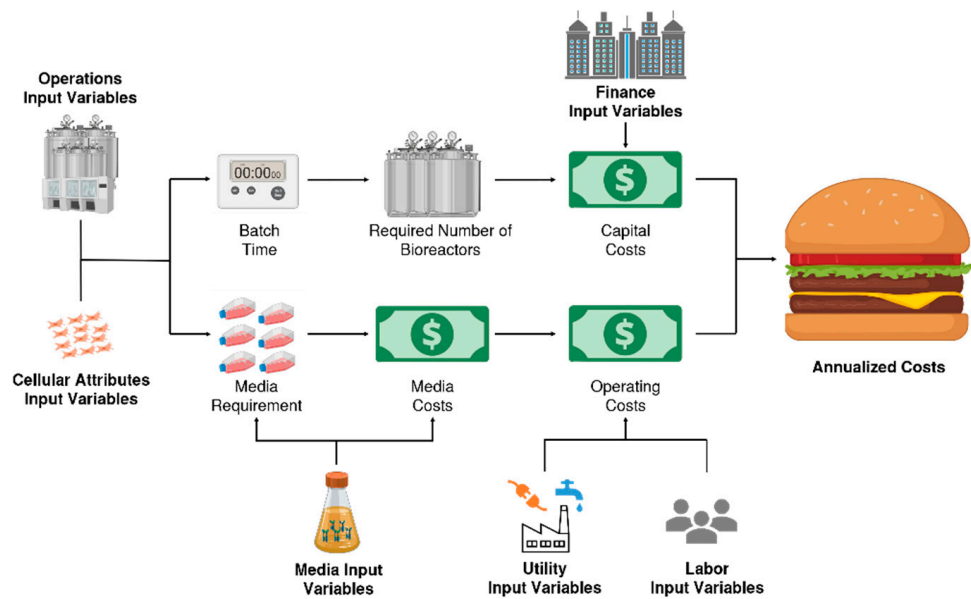 Operations
Input Variables
Finance
Input Variables
00:00 00
$
Batch
Time
Required Number of
Bioreactors
Capital
Costs
Cellular Attributes
Input Variables
$
$
Media
Requirement
Media
Costs
Operating
Costs
Annualized Costs
Media Input
Variables
Utility
Input Variables
Labor
Input Variables